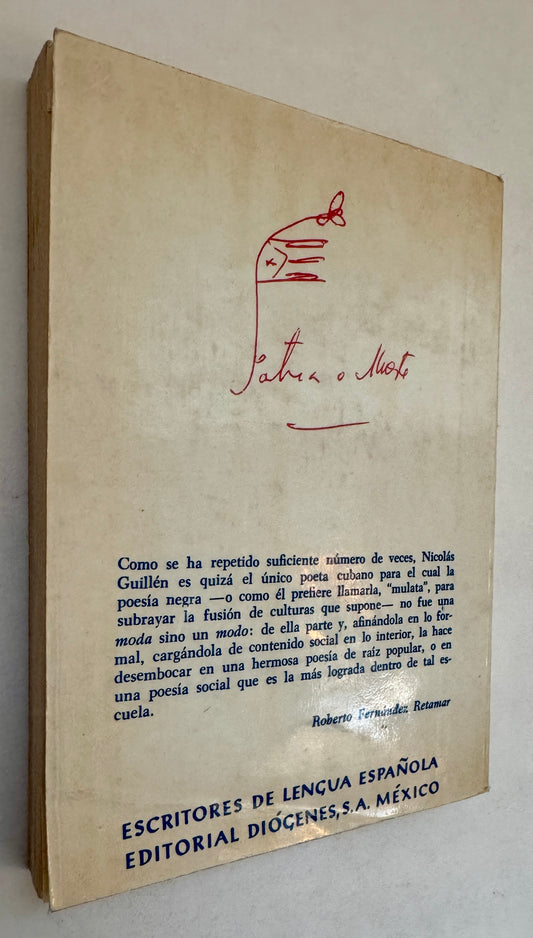 Patria o Muerte
Como se ha repetido suficiente número de veces, Nicolás
Guillén es quizá el único poeta cubano para el cual la
poesía negra —o como él prefiere llamarla, "mulata", para
subrayar la fusión de culturas que supone— no fue una
moda sino un modo: de ella parte y, afinándola en lo for-
mal, cargándola de contenido social en lo interior, la hace
desembocar en una hermosa poesía de raíz popular, o en
una poesía social que es la más lograda dentro de tal es-
cuela.
Roberto Fernández Retamar
ESCRITORES DE LENGUA ESPAÑOLA
EDITORIAL DIÓGENES, S. A. MÉXICO